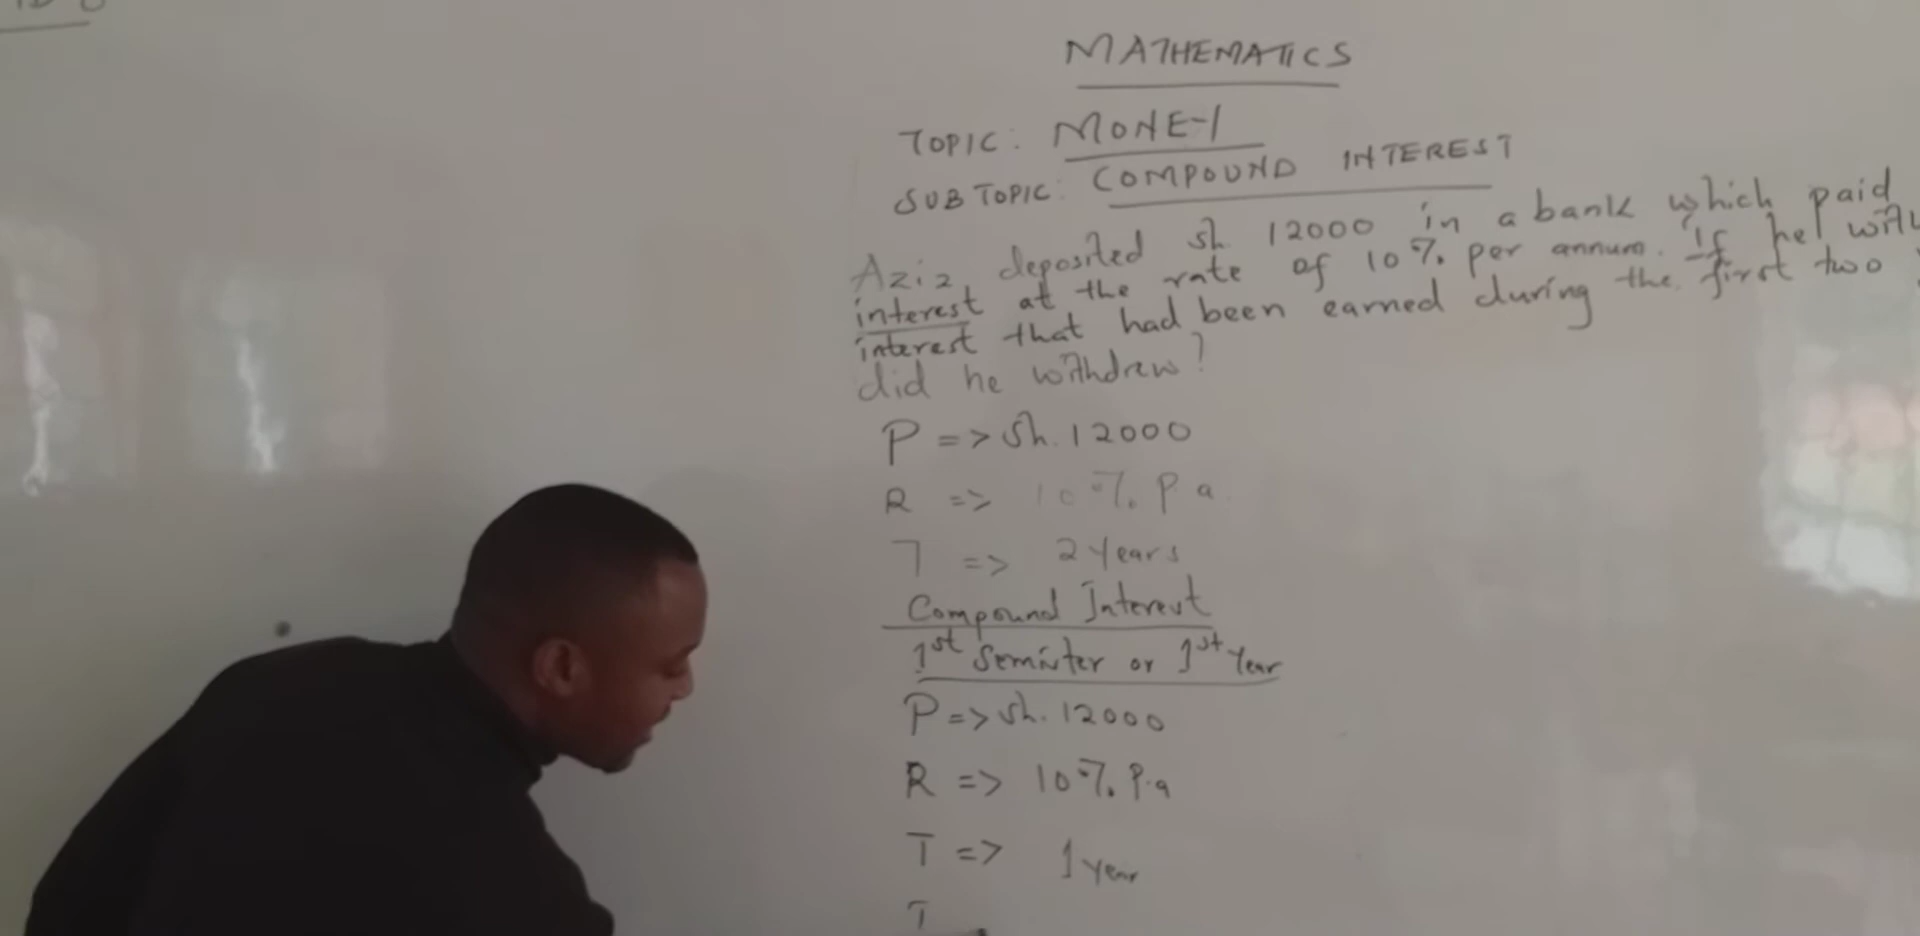 MATHEMATICS
TOPIC: MONEY
SUBTOPIC: COMPOUND INTEREST
Aziz deposited sh 12000 in a bank which paid
interest at the rate of 10% per annum. If he
interest that had been earned during the first two
did he withdrew?
P => Sh. 12000
R => 10% p a
T => 2 Years
Compound Interest
1st Semister or 1st Year
P => sh. 12000
R => 10% P.a
T => 1 Year